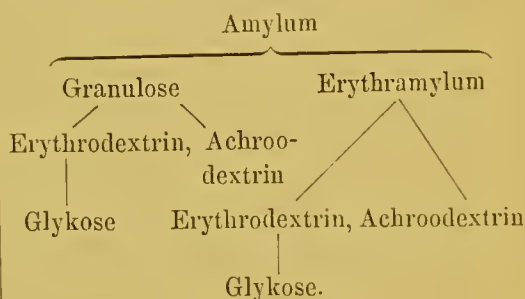 Amylum
Granulose Erythramylum
Erythrodextrin, Achroo-
dextrin
Glykose Erythrodextrin, Achroodextrin
Glykose.